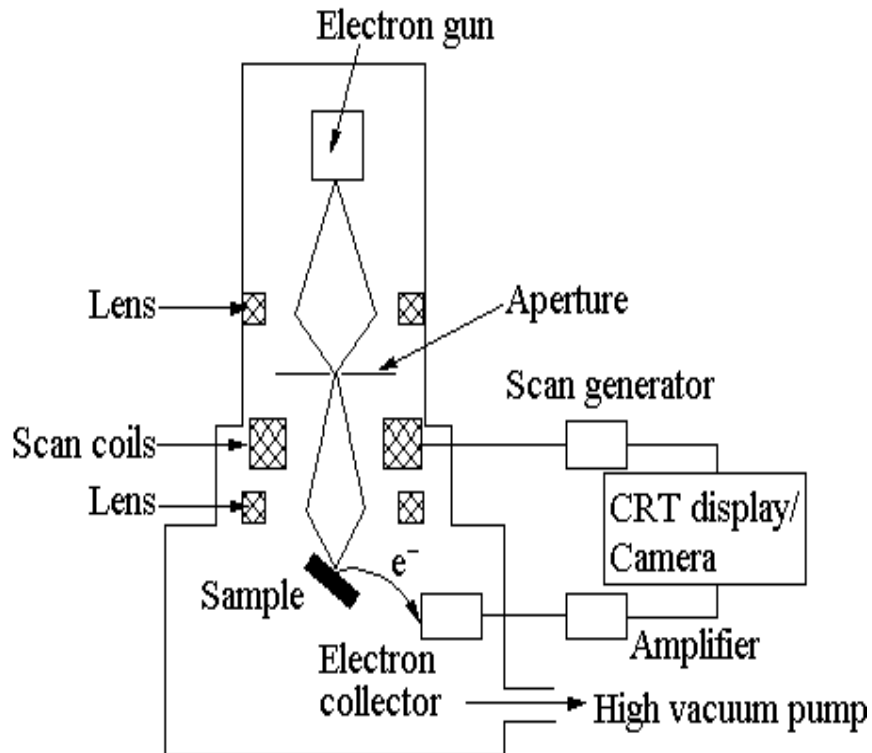 Electron gun
Lens
Aperture
Scan generator
Scan coils
Lens
CRT display/
Camera
e⁻
Sample
Electron
collector
Amplifier
High vacuum pump